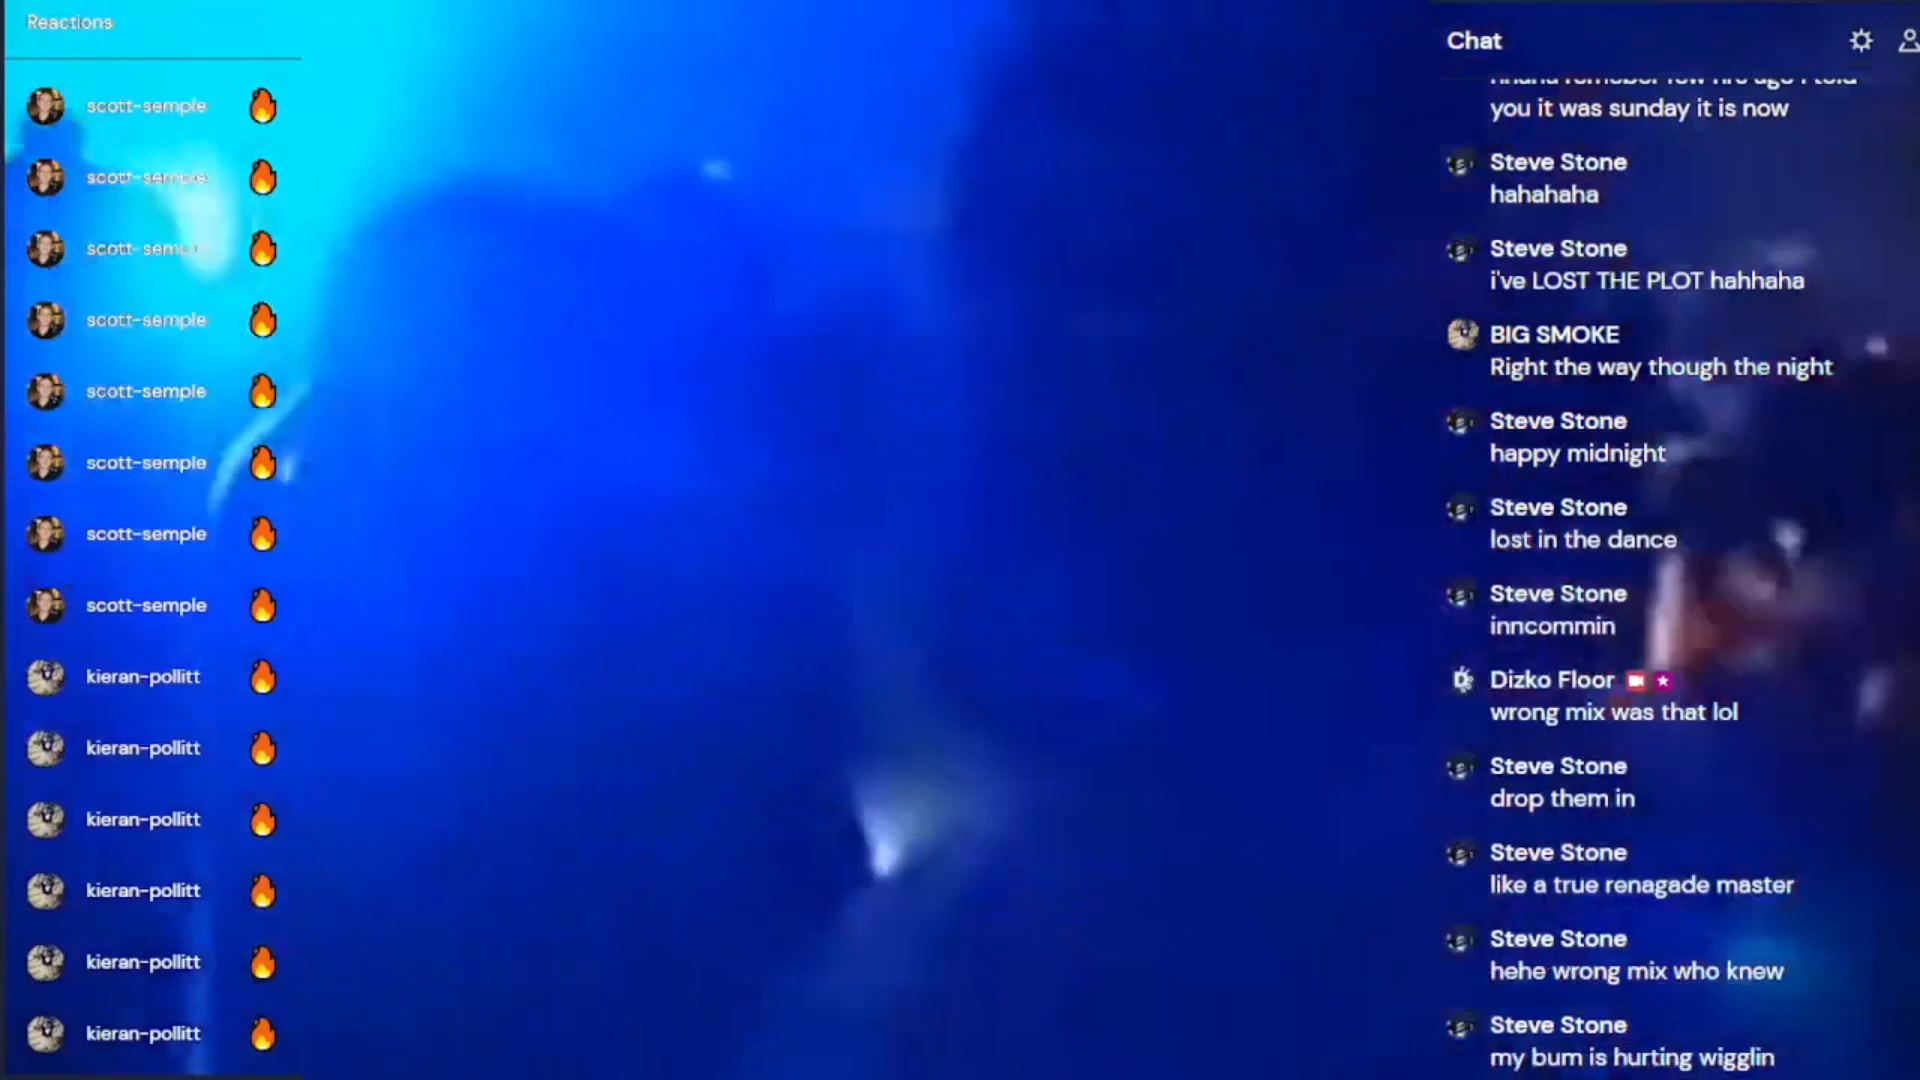 Reactions
scott-semple
scott-semple
scott-semple
scott-semple
scott-semple
scott-semple
scott-semple
scott-semple
kieran-pollitt
kieran-pollitt
kieran-pollitt
kieran-pollitt
kieran-pollitt
kieran-pollitt
Chat
you it was sunday it is now
Steve Stone
hahahaha
Steve Stone
i've LOST THE PLOT hahhaha
BIG SMOKE
Right the way though the night
Steve Stone
happy midnight
Steve Stone
lost in the dance
Steve Stone
inncommin
Dizko Floor
wrong mix was that lol
Steve Stone
drop them in
Steve Stone
like a true renagade master
Steve Stone
hehe wrong mix who knew
Steve Stone
my bum is hurting wigglin